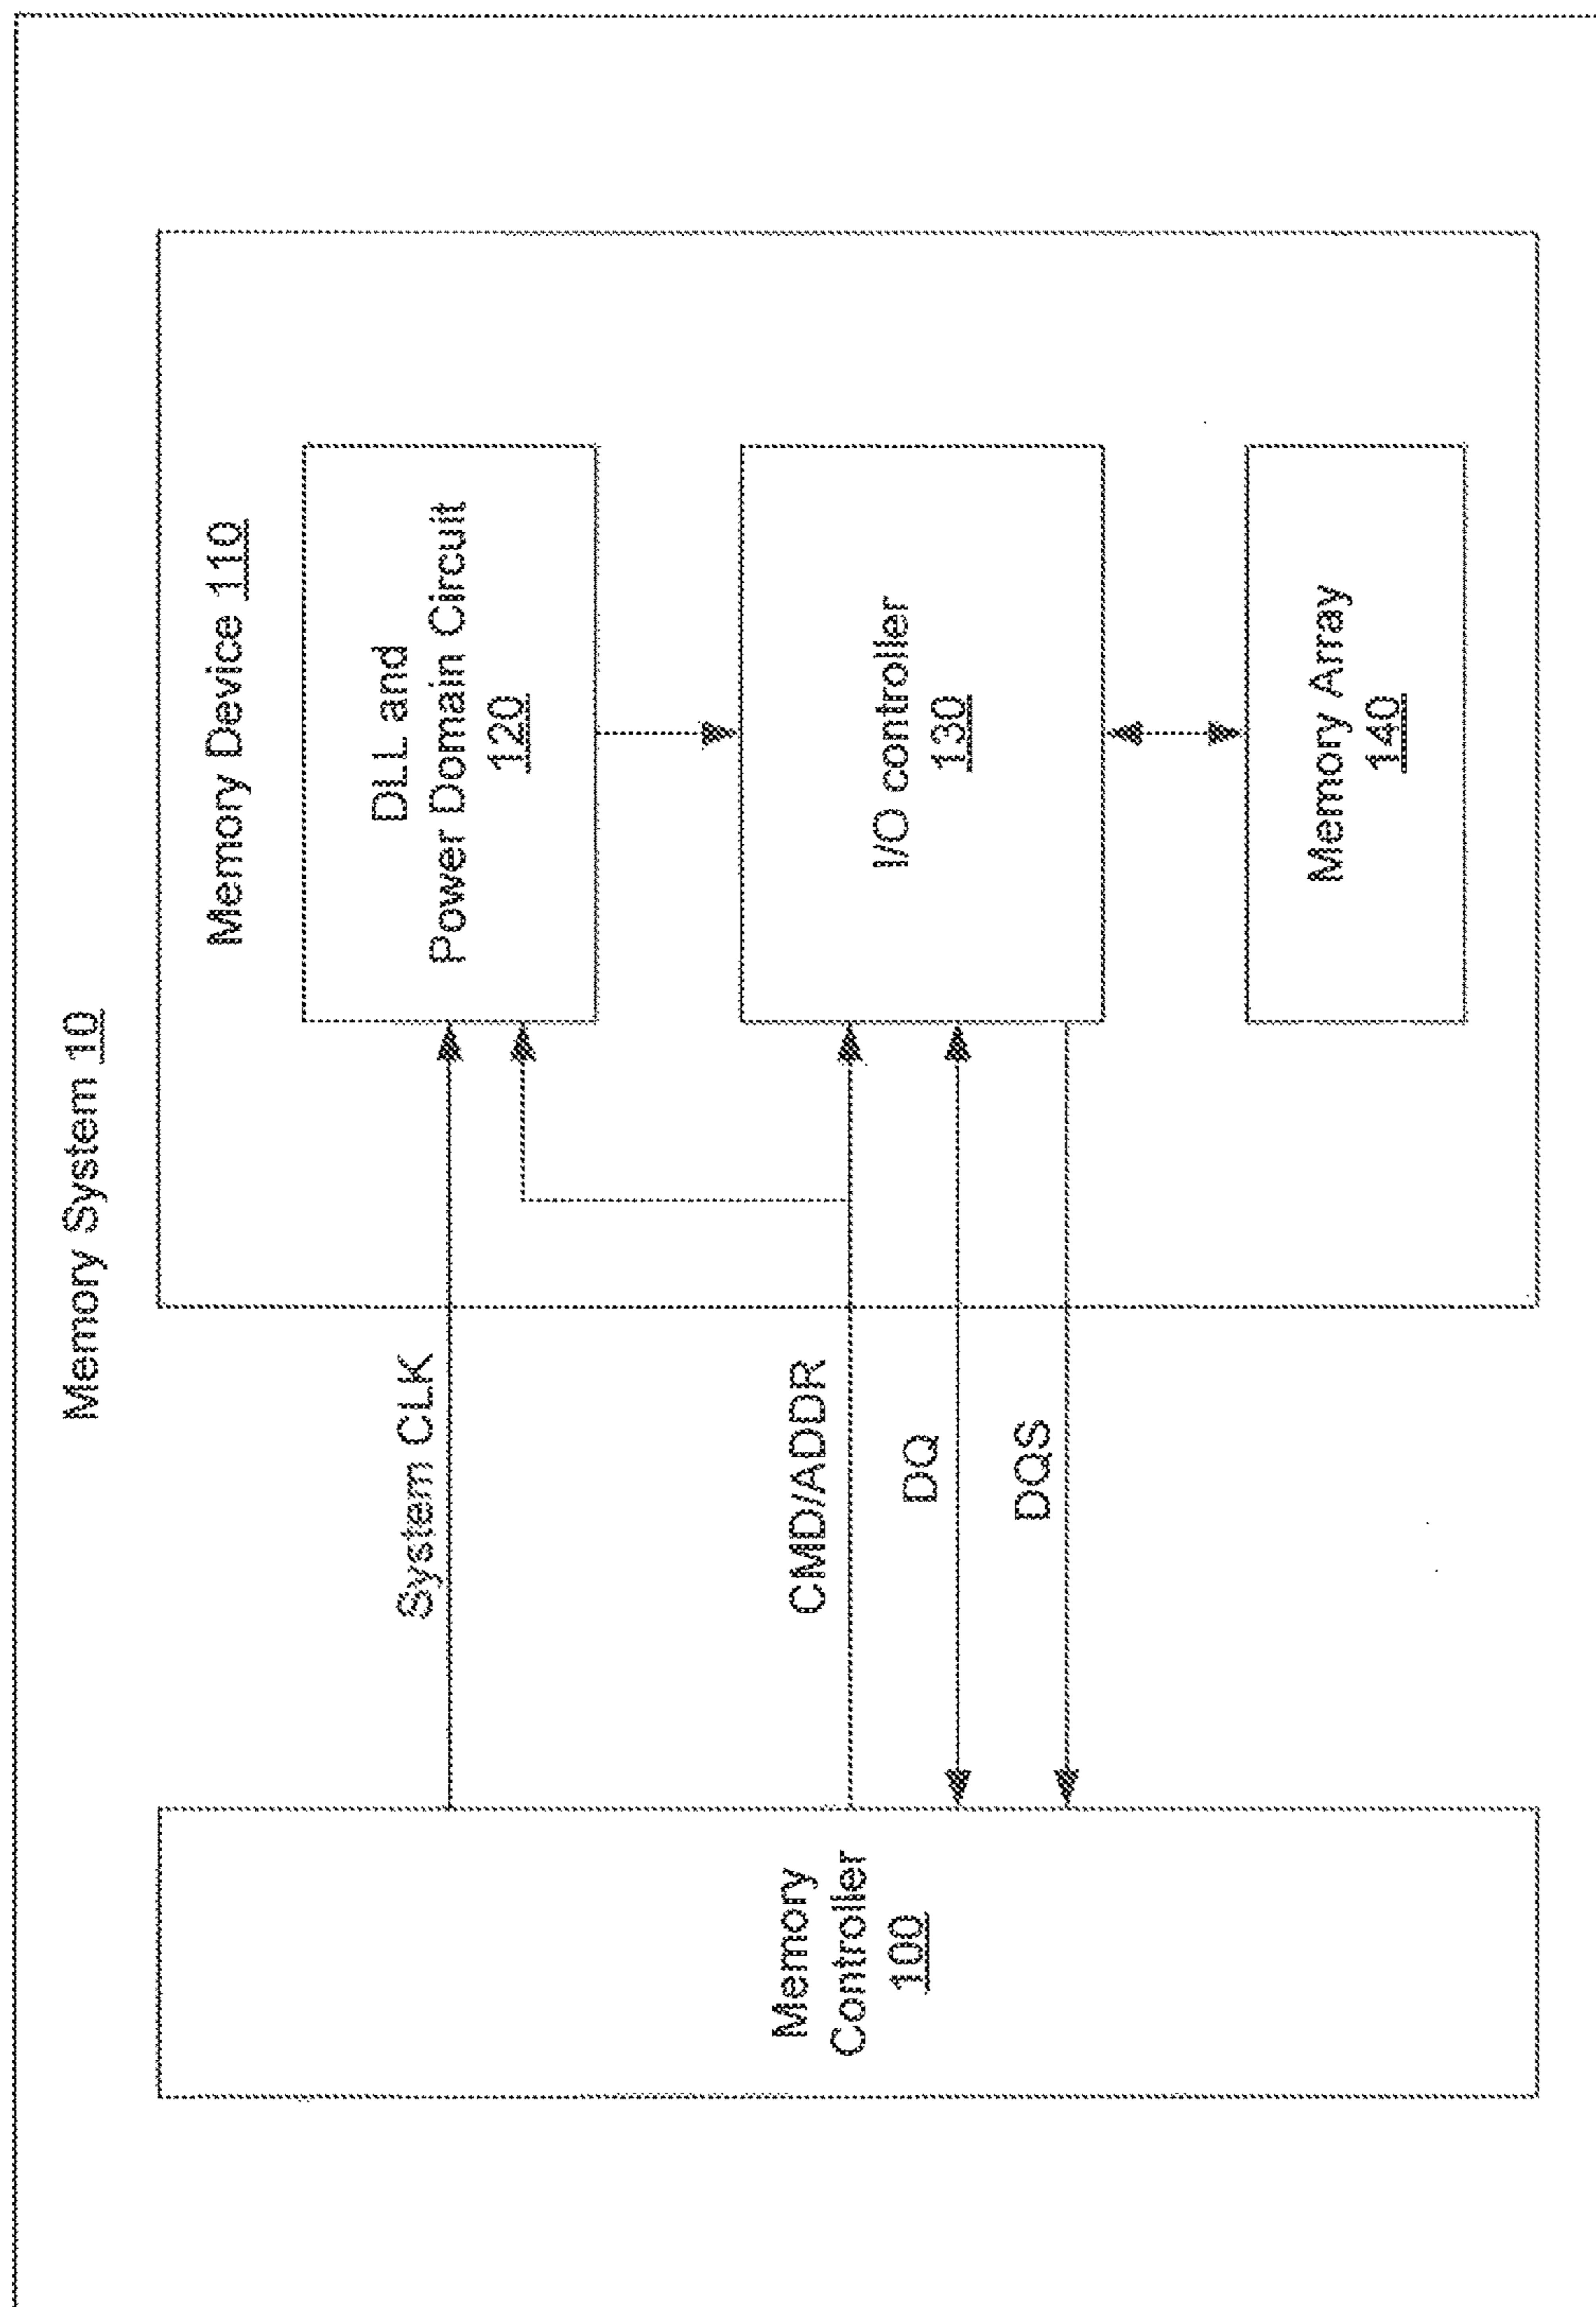 Memory System 10
Memory Device 110
DLL and
Power Domain Circuit
120
System CLK
CMD/ADDR
I/O controller
130
DQ
DQS
Memory
Controller
100
Memory Array
140